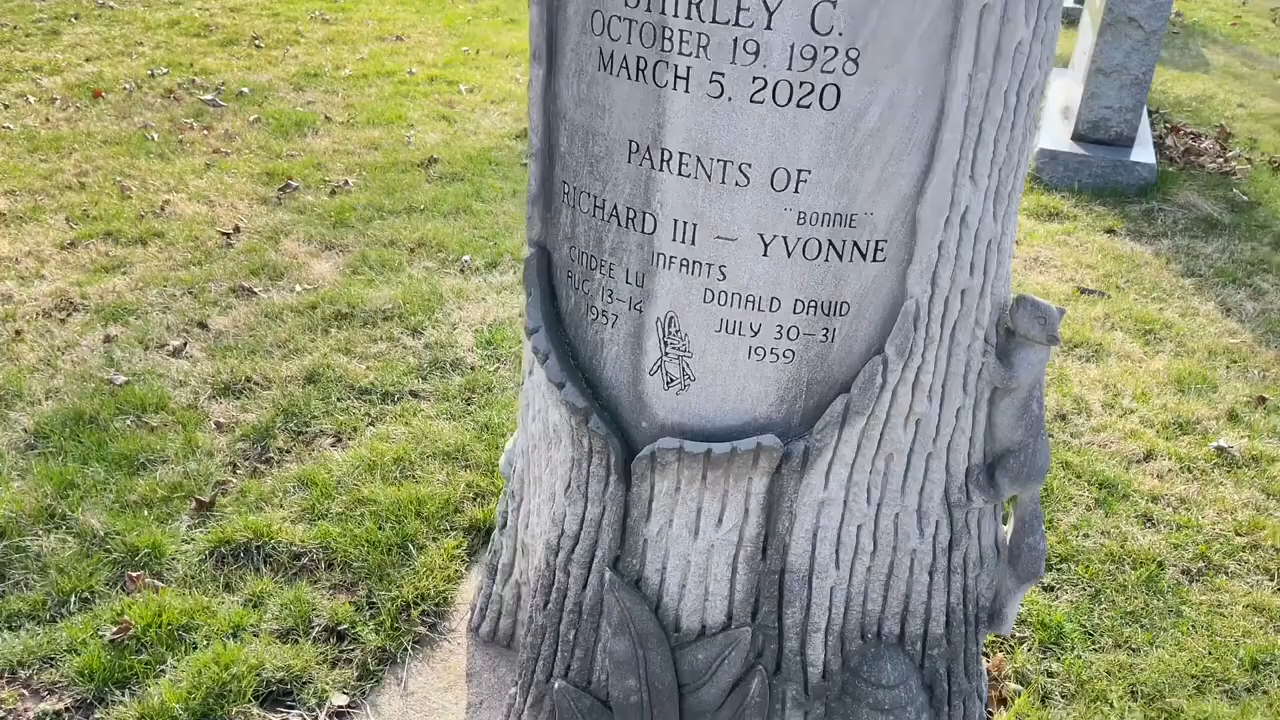 SHIRLEY C.
OCTOBER 19, 1928
MARCH 5, 2020
PARENTS OF
"BONNIE"
RICHARD III — YVONNE
INFANTS
CINDEE LU
AUG. 13-14
1957
DONALD DAVID
JULY 30-31
1959